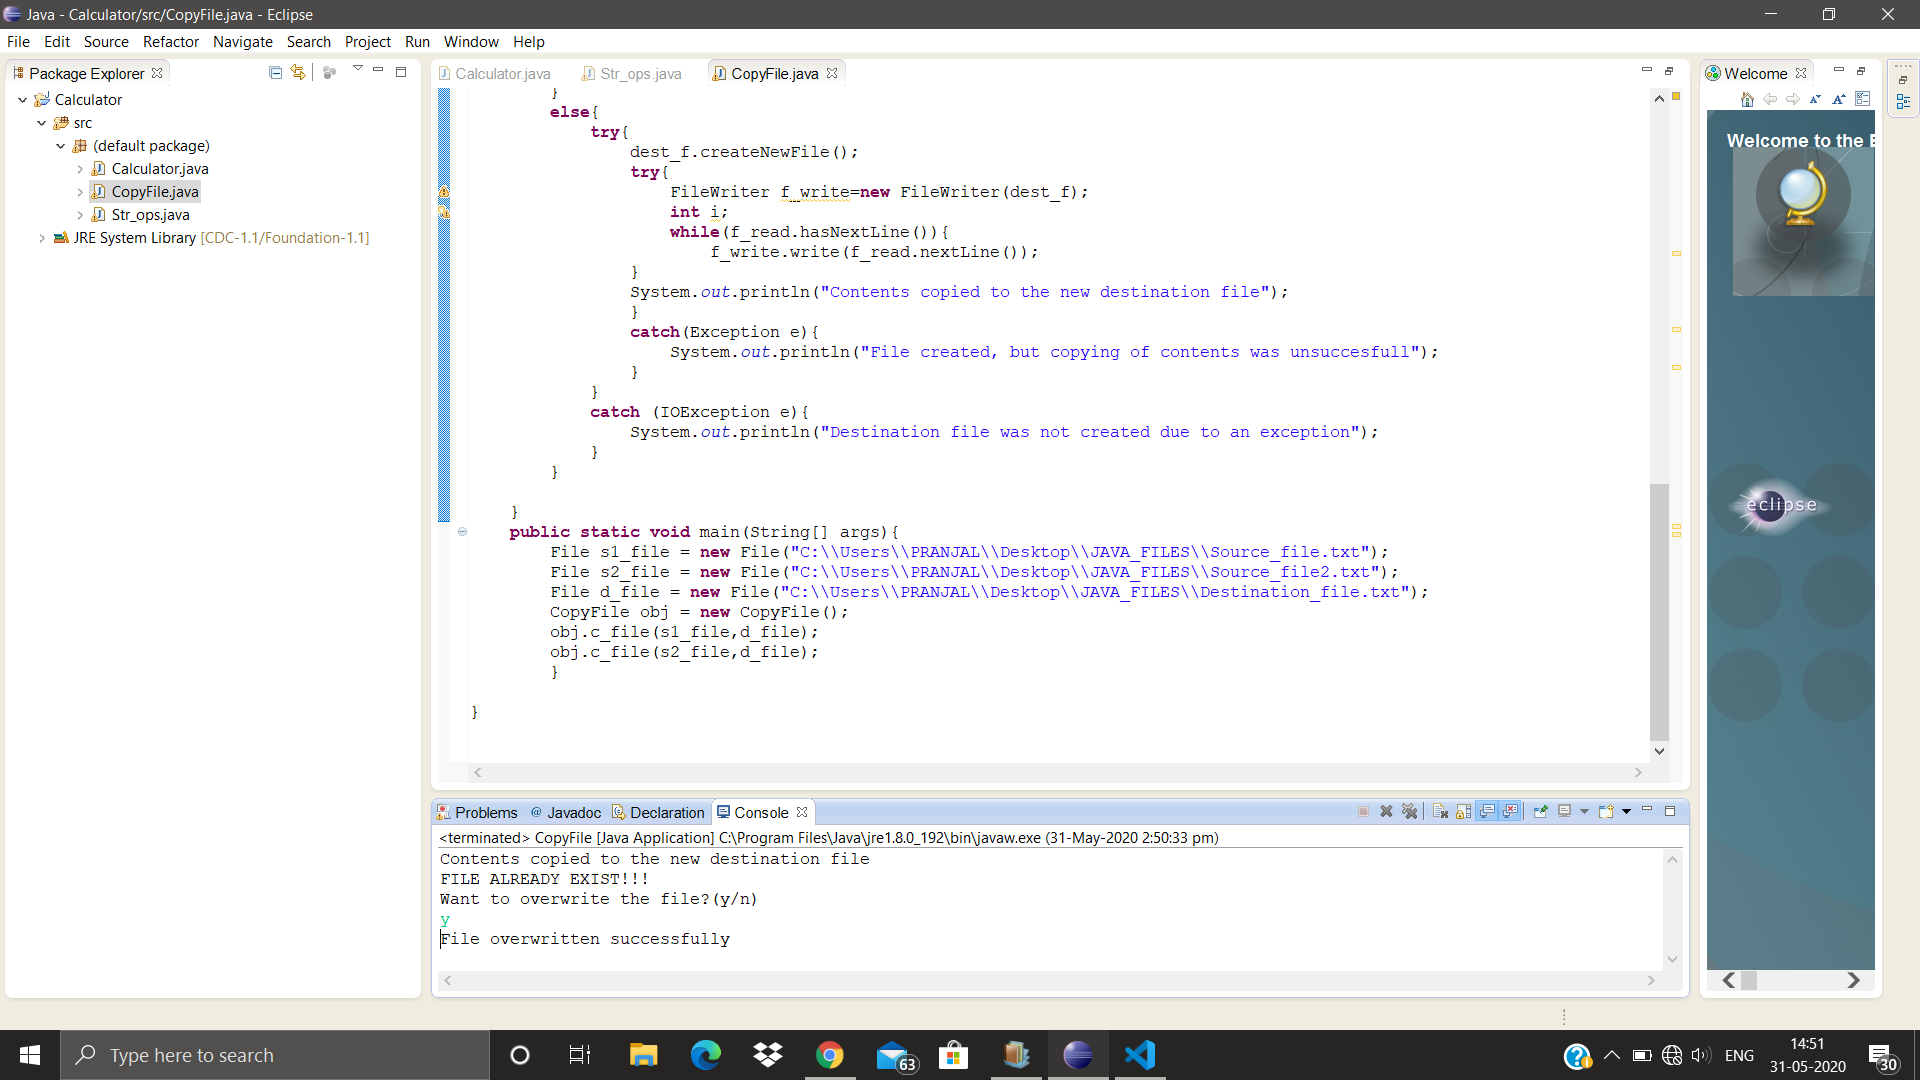 Java - Calculator/src/CopyFile.java - Eclipse
File Edit Source Refactor Navigate Search Project Run Window Help
Package Explorer
Calculator
src
(default package)
Calculator.java
CopyFile.java
Str_ops.java
JRE System Library [CDC-1.1/Foundation-1.1]
Calculator.java Str_ops.java CopyFile.java
}
else{
try{
dest_f.createNewFile();
try{
FileWriter f_write=new FileWriter(dest_f);
int i;
while(f_read.hasNextLine()){
f_write.write(f_read.nextLine());
}
System.out.println("Contents copied to the new destination file");
}
catch(Exception e){
System.out.println("File created, but copying of contents was unsuccesfull");
}
}
catch (IOException e){
System.out.println("Destination file was not created due to an exception");
}
}
}
public static void main(String[] args){
File s1_file = new File("C:\\Users\\PRANJAL\\Desktop\\JAVA_FILES\\Source_file.txt");
File s2_file = new File("C:\\Users\\PRANJAL\\Desktop\\JAVA_FILES\\Source_file2.txt");
File d_file = new File("C:\\Users\\PRANJAL\\Desktop\\JAVA_FILES\\Destination_file.txt");
CopyFile obj = new CopyFile();
obj.c_file(s1_file,d_file);
obj.c_file(s2_file,d_file);
}
}
Welcome
Welcome to the E
eclipse
Problems @ Javadoc Declaration Console
<terminated> CopyFile [Java Application] C:\Program Files\Java\jre1.8.0_192\bin\javaw.exe (31-May-2020 2:50:33 pm)
Contents copied to the new destination file
FILE ALREADY EXIST!!!
Want to overwrite the file?(y/n)
y
File overwritten successfully
Type here to search
63
ENG
14:51
31-05-2020
30